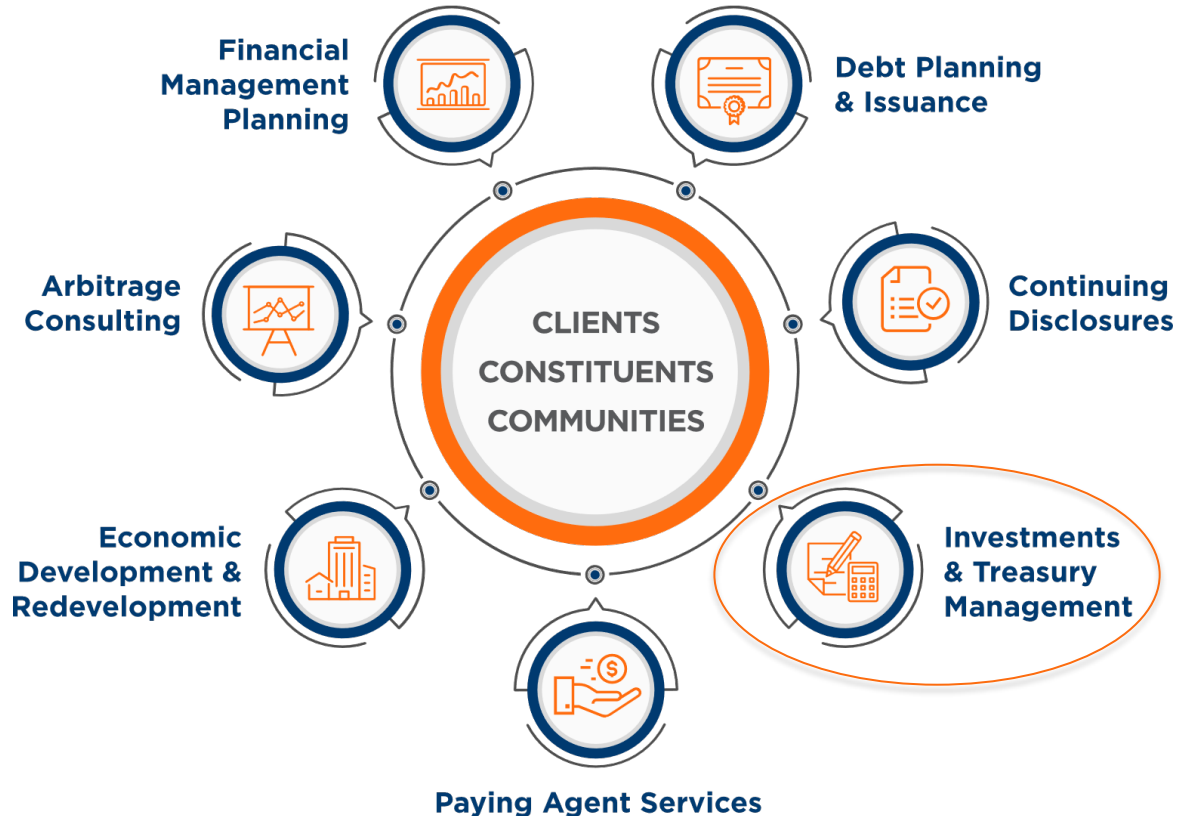 Financial
Management
Planning
Debt Planning
& Issuance
Arbitrage
Consulting
CLIENTS
CONSTITUENTS
COMMUNITIES
Continuing
Disclosures
Economic
Development &
Redevelopment
$
Investments
& Treasury
Management
Paying Agent Services